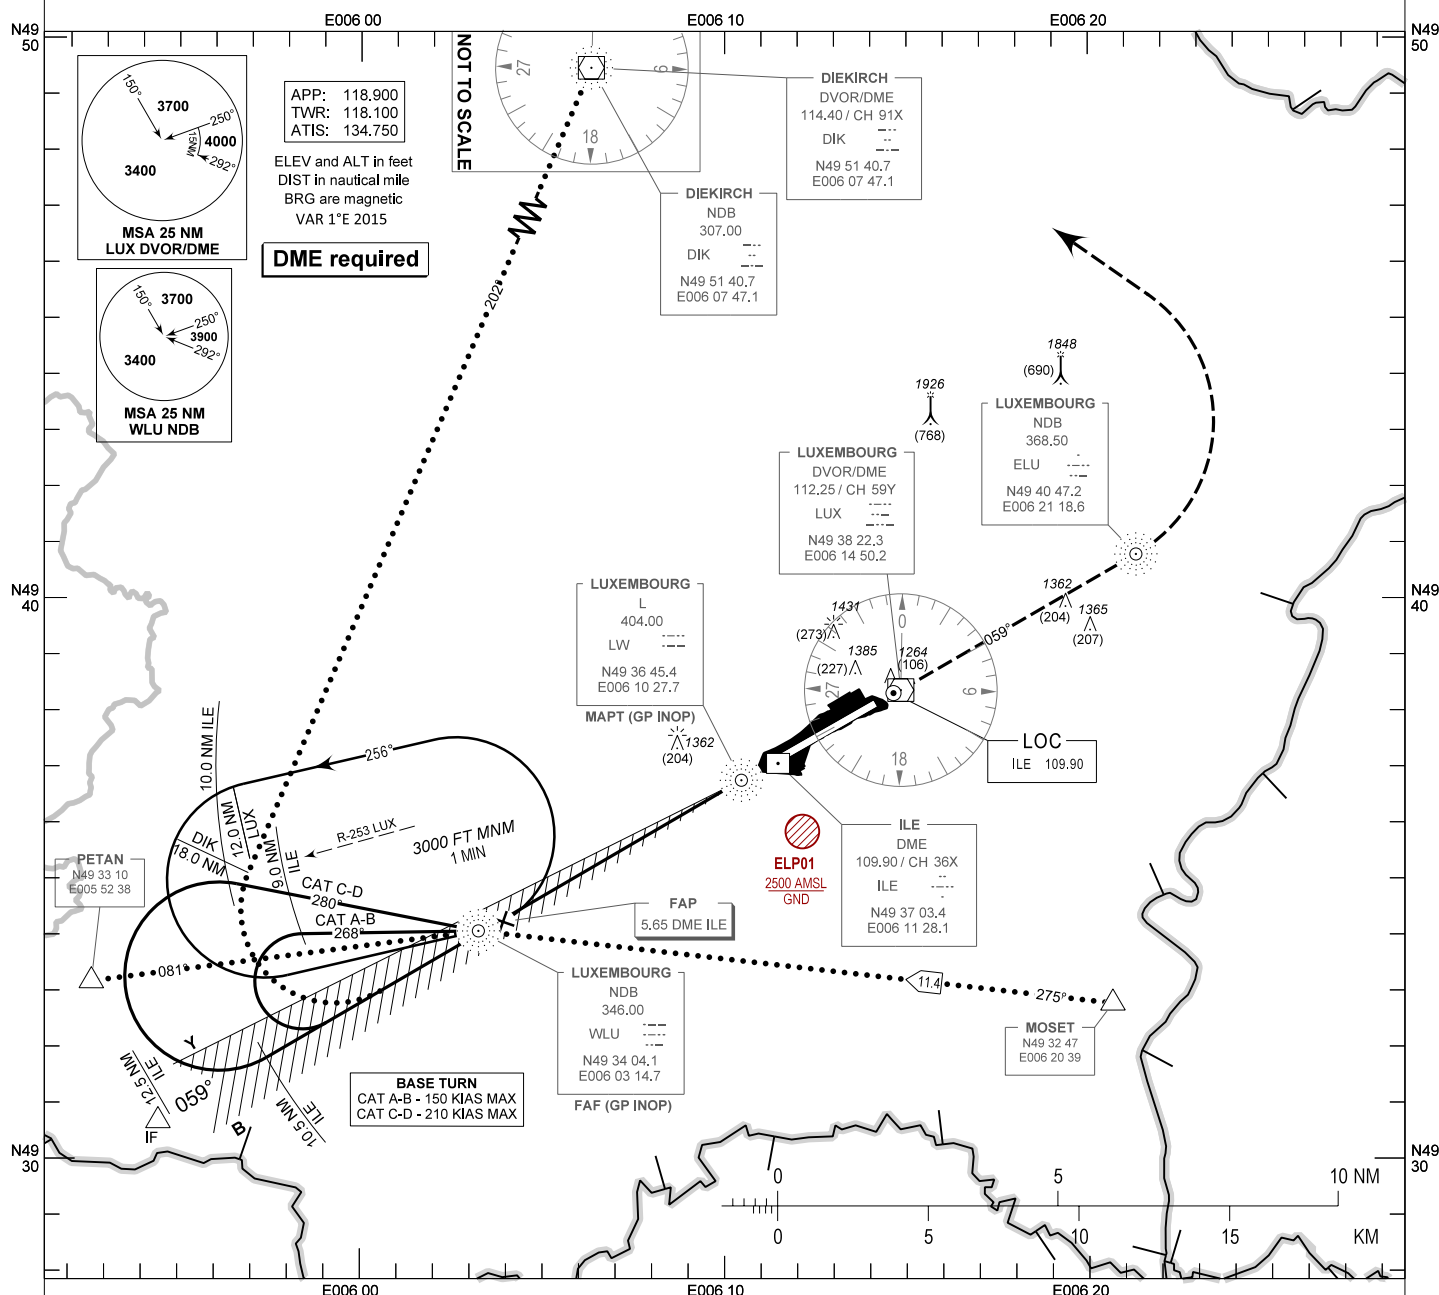 E006 00
E006 10
E006 20
N49
50
N49
50
150°
3700
250°
4000
15NM
292°
3400
MSA 25 NM
LUX DVOR/DME
150°
3700
250°
3900
292°
3400
MSA 25 NM
WLU NDB
APP: 118.900
TWR: 118.100
ATIS: 134.750
ELEV and ALT in feet
DIST in nautical mile
BRG are magnetic
VAR 1°E 2015
DME required
NOT TO SCALE
27
9
18
DIEKIRCH
DVOR/DME
114.40 / CH 91X
DIK
N49 51 40.7
E006 07 47.1
DIEKIRCH
NDB
307.00
DIK
N49 51 40.7
E006 07 47.1
202°
1848
(690)
1926
(768)
LUXEMBOURG
NDB
368.50
ELU
N49 40 47.2
E006 21 18.6
LUXEMBOURG
DVOR/DME
112.25 / CH 59Y
LUX
N49 38 22.3
E006 14 50.2
N49
40
N49
40
LUXEMBOURG
L
404.00
LW
N49 36 45.4
E006 10 27.7
MAPT (GP INOP)
1362
(204)
1431
(273)
1385
(227)
1264
(106)
0
27
9
18
059°
1362
(204)
1365
(207)
LOC
ILE 109.90
10.0 NM ILE
256°
12.0 NM
LUX
DIK
18.0 NM
9.0 NM
ILE
R-253 LUX
3000 FT MNM
1 MIN
PETAN
N49 33 10
E005 52 38
CAT C-D
280°
CAT A-B
268°
081°
FAP
5.65 DME ILE
ELP01
2500 AMSL
GND
ILE
DME
109.90 / CH 36X
ILE
N49 37 03.4
E006 11 28.1
LUXEMBOURG
NDB
346.00
WLU
N49 34 04.1
E006 03 14.7
FAF (GP INOP)
11.4
275°
MOSET
N49 32 47
E006 20 39
Y
12.5 NM
ILE
059°
IF
B
10.5 NM
ILE
BASE TURN
CAT A-B - 150 KIAS MAX
CAT C-D - 210 KIAS MAX
N49
30
N49
30
0
5
10 NM
0
5
10
15
KM
E006 00
E006 10
E006 20